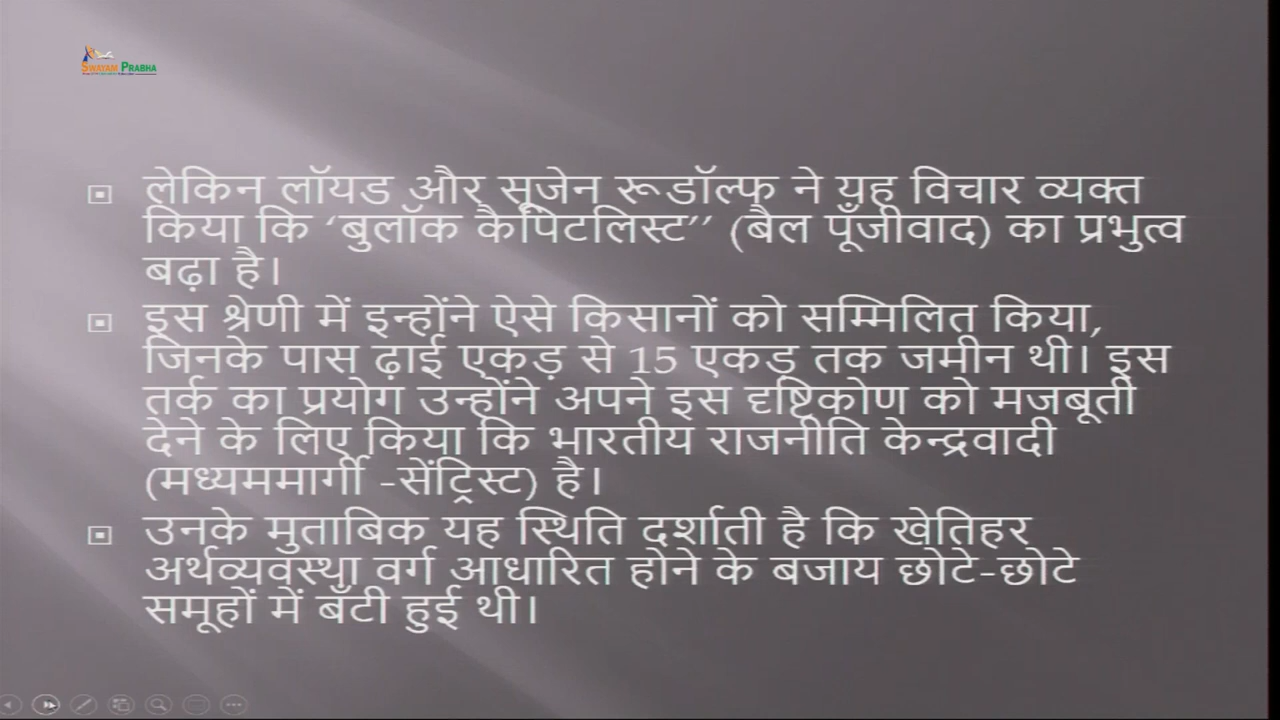 SWAYAM PRABHA
लेकिन लॉयड और सूजेन रूडॉल्फ ने यह विचार व्यक्त
किया कि ‘बुलॉक कैपिटलिस्ट’’ (बैल पूँजीवाद) का प्रभुत्व
बढ़ा है।
इस श्रेणी में इन्होंने ऐसे किसानों को सम्मिलित किया,
जिनके पास ढ़ाई एकड़ से 15 एकड़ तक जमीन थी। इस
तर्क का प्रयोग उन्होंने अपने इस दृष्टिकोण को मजबूती
देने के लिए किया कि भारतीय राजनीति केन्द्रवादी
(मध्यममार्गी -सेंट्रिस्ट) है।
उनके मुताबिक यह स्थिति दर्शाती है कि खेतिहर
अर्थव्यवस्था वर्ग आधारित होने के बजाय छोटे-छोटे
समूहों में बँटी हुई थी।